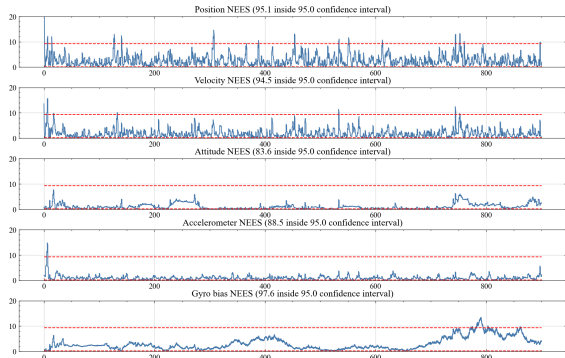 Position NEES (95.1 inside 95.0 confidence interval)
20
10
0
0 200 400 600 800
Velocity NEES (94.5 inside 95.0 confidence interval)
20
10
0
0 200 400 600 800
Attitude NEES (83.6 inside 95.0 confidence interval)
20
10
0
0 200 400 600 800
Accelerometer NEES (88.5 inside 95.0 confidence interval)
20
10
0
0 200 400 600 800
Gyro bias NEES (97.6 inside 95.0 confidence interval)
20
10
0
0 200 400 600 800